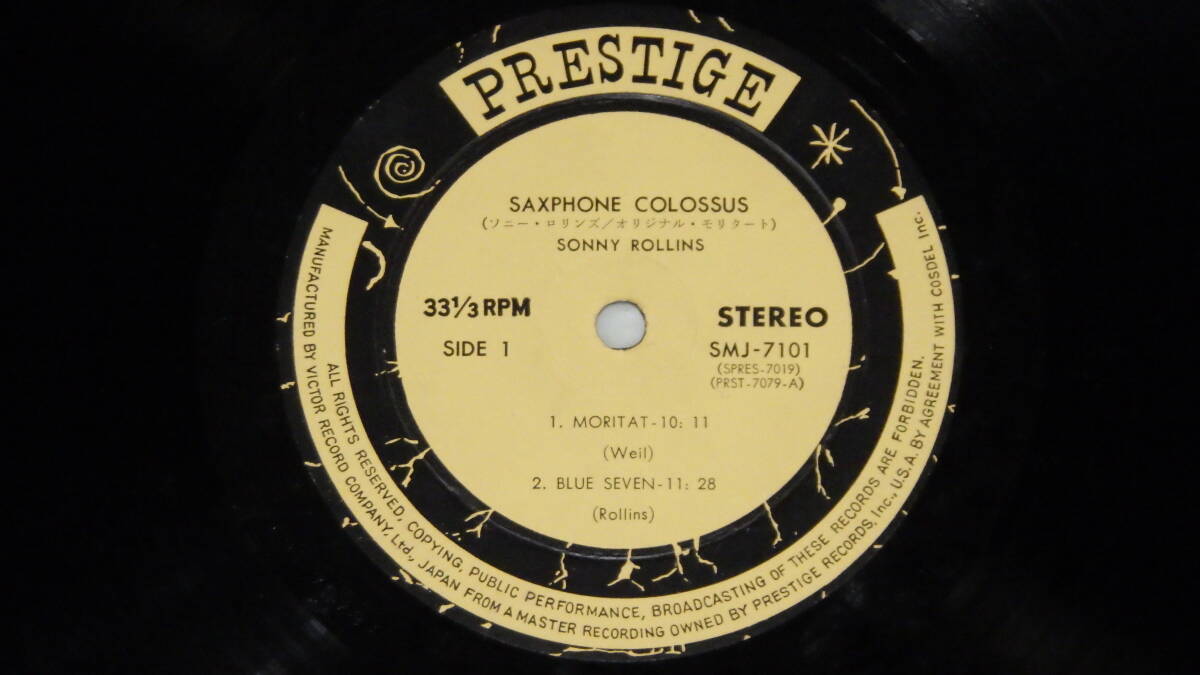 PRESTIGE
SAXPHONE COLOSSUS
(ソニー・ロリンズ/オリジナル・モリタート)
SONNY ROLLINS
33 1/3 RPM
STEREO
SIDE 1
SMJ-7101
(SPRES-7019)
(PRST-7079-A)
1. MORITAT-10: 11
(Weil)
2. BLUE SEVEN-11: 28
(Rollins)
ALL RIGHTS RESERVED, COPYING, PUBLIC PERFORMANCE, BROADCASTING OF THESE RECORDS ARE FORBIDDEN.
MANUFACTURED BY VICTOR RECORD COMPANY, Ltd., JAPAN FROM A MASTER RECORDING OWNED BY PRESTIGE RECORDS, Inc., U.S.A. BY AGREEMENT WITH COSDEL Inc.